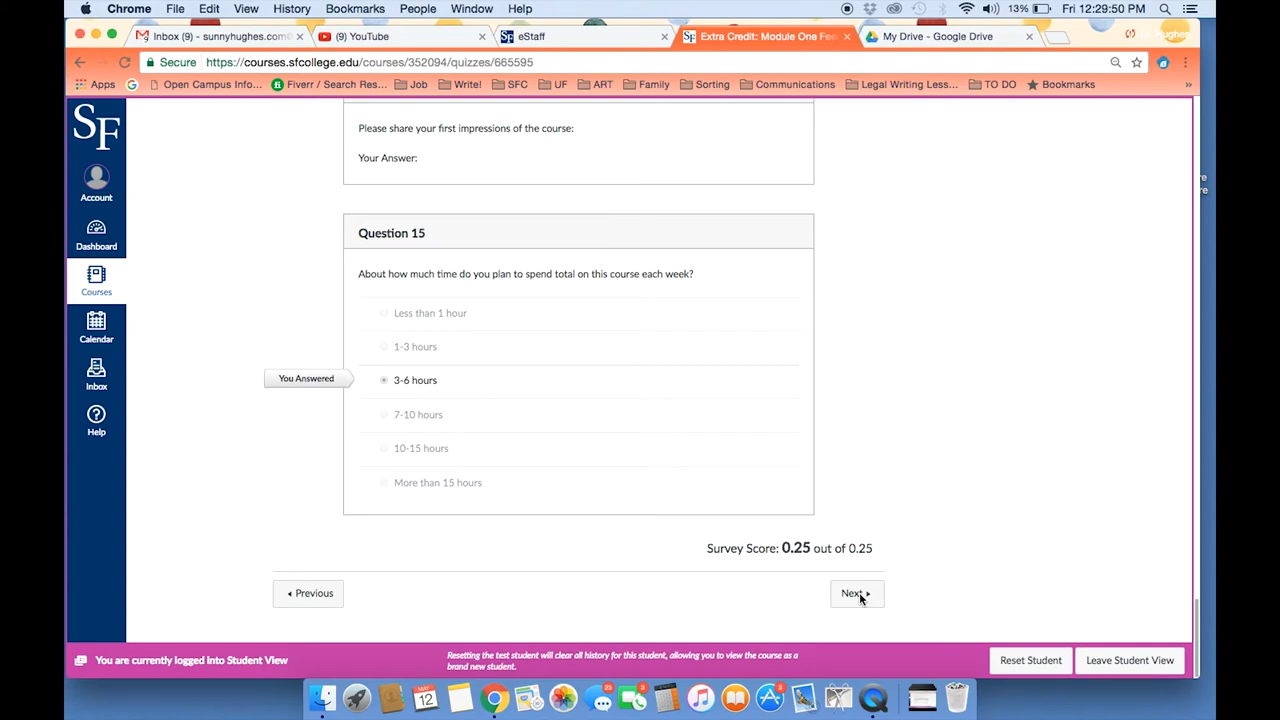 Chrome File Edit View History Bookmarks People Window Help 13% Fri 12:29:50 PM
Inbox (9) - sunnyhughes.com@ × (9) YouTube × eStaff × Extra Credit: Module One Fee × My Drive - Google Drive × Hughes
Secure https://courses.sfcollege.edu/courses/352094/quizzes/665595
Apps Open Campus Info... Fiverr / Search Res... Job Write! SFC UF ART Family Sorting Communications Legal Writing Less... TO DO Bookmarks »
SF
Account
Dashboard
Courses
Calendar
Inbox
Help
Please share your first impressions of the course:
Your Answer:
Question 15
About how much time do you plan to spend total on this course each week?
Less than 1 hour
1-3 hours
You Answered
3-6 hours
7-10 hours
10-15 hours
More than 15 hours
Survey Score: 0.25 out of 0.25
Previous
Next
You are currently logged into Student View
Resetting the test student will clear all history for this student, allowing you to view the course as a
brand new student.
Reset Student
Leave Student View
MAY
12